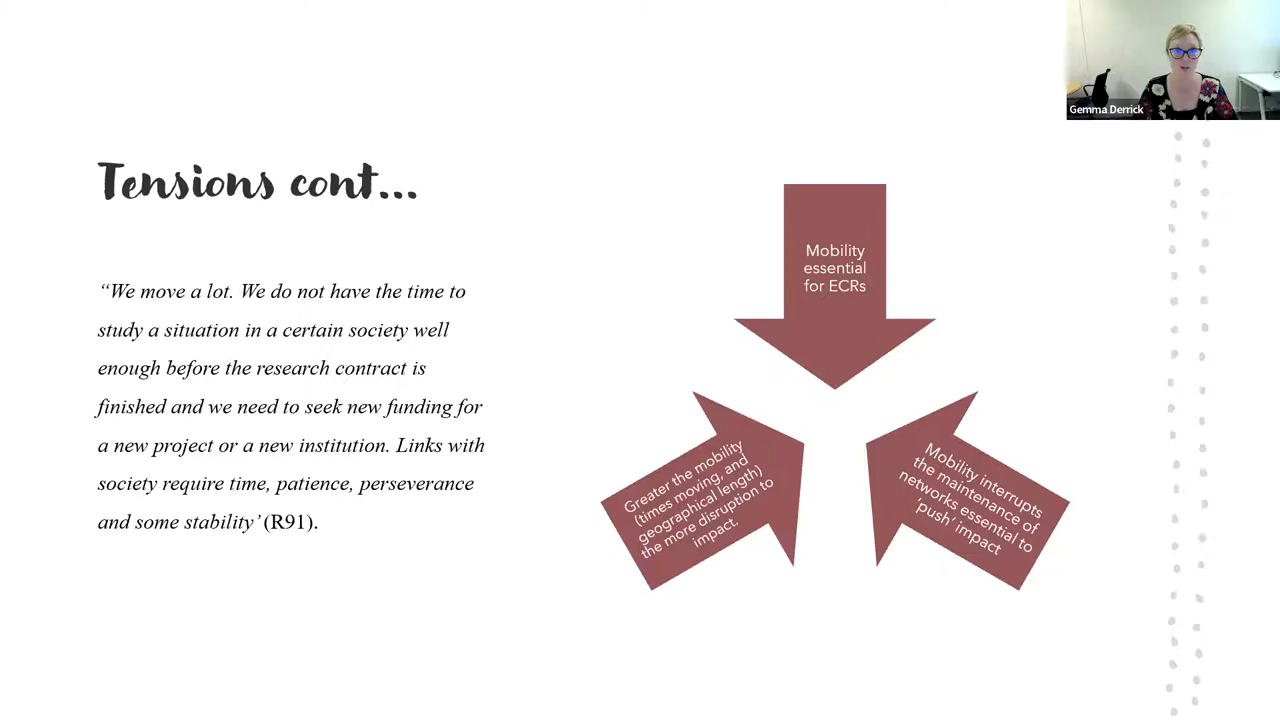 Gemma Derrick
Tensions cont...
“We move a lot. We do not have the time to
study a situation in a certain society well
enough before the research contract is
finished and we need to seek new funding for
a new project or a new institution. Links with
society require time, patience, perseverance
and some stability’ (R91).
Mobility
essential
for ECRs
Greater the mobility
(times moving, and
geographical length)
the more disruption to
impact.
Mobility interrupts
the maintenance of
networks essential to
‘push’ impact